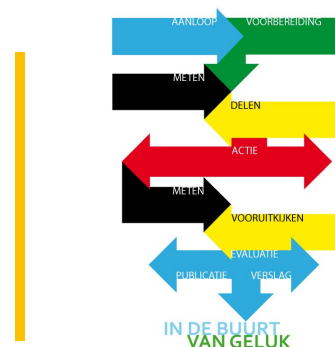 AANLOOP VOORBEREIDING
METEN
DELEN
ACTIE
METEN
VOORUITKIJKEN
EVALUATIE
PUBLICATIE VERSLAG
IN DE BUURT
VAN GELUK